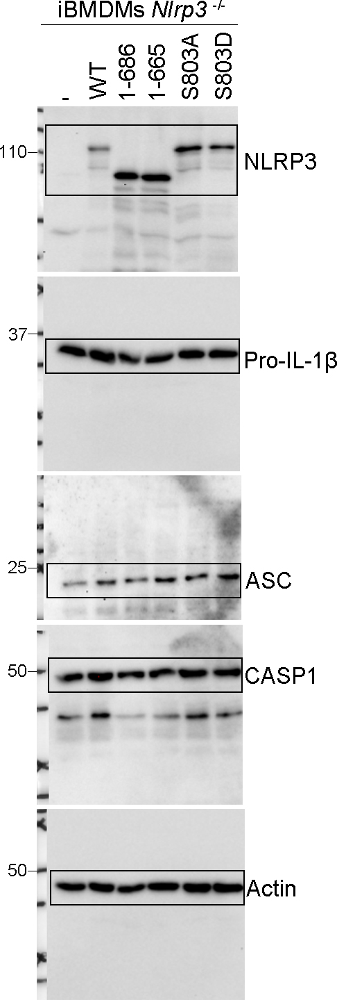 iBMDMs Nlrp3 -/-
- WT 1-686 1-665 S803A S803D
110 NLRP3
37
Pro-IL-1β
25
ASC
50 CASP1
50
Actin